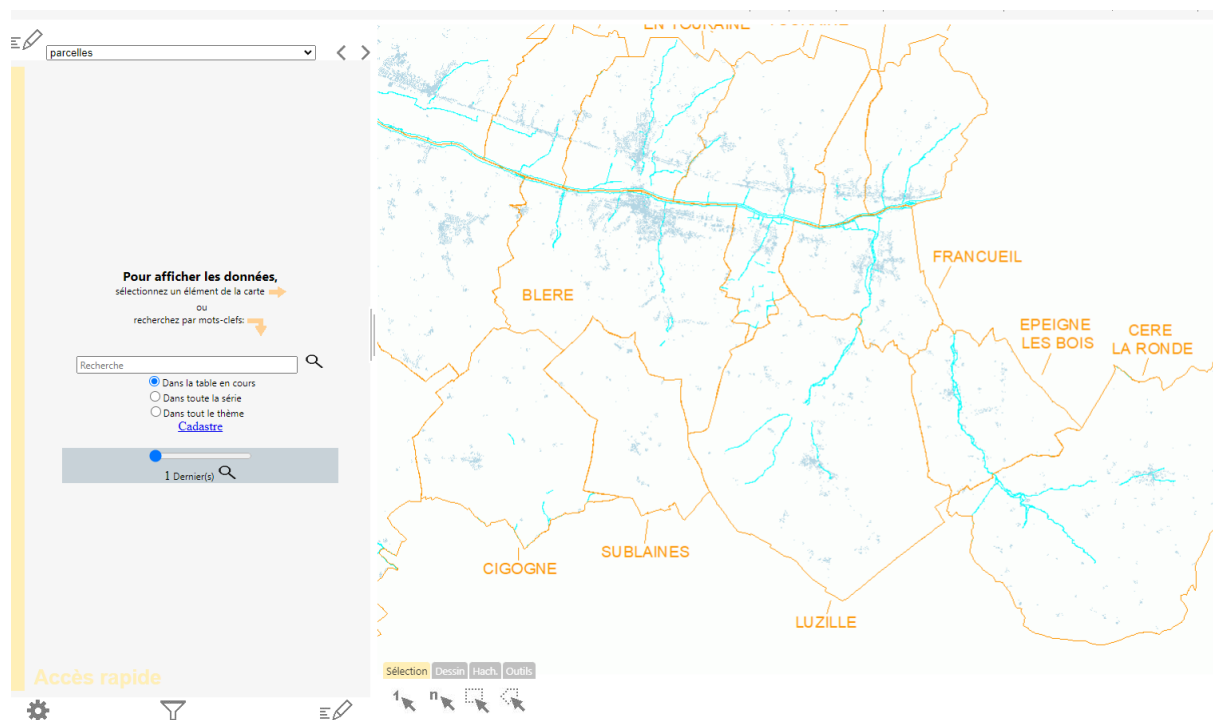 parcelles
Pour afficher les données,
sélectionnez un élément de la carte
ou
recherchez par mots-clefs:
Recherche
Dans la table en cours
Dans toute la série
Dans tout le thème
Cadastre
1 Dernier(s)
Accès rapide
EN TOURAINE
FRANCUEIL
BLERE
EPEIGNE
LES BOIS
CERE
LA RONDE
SUBLAINES
CIGOGNE
LUZILLE
Sélection Dessin Hach. Outils
1 n